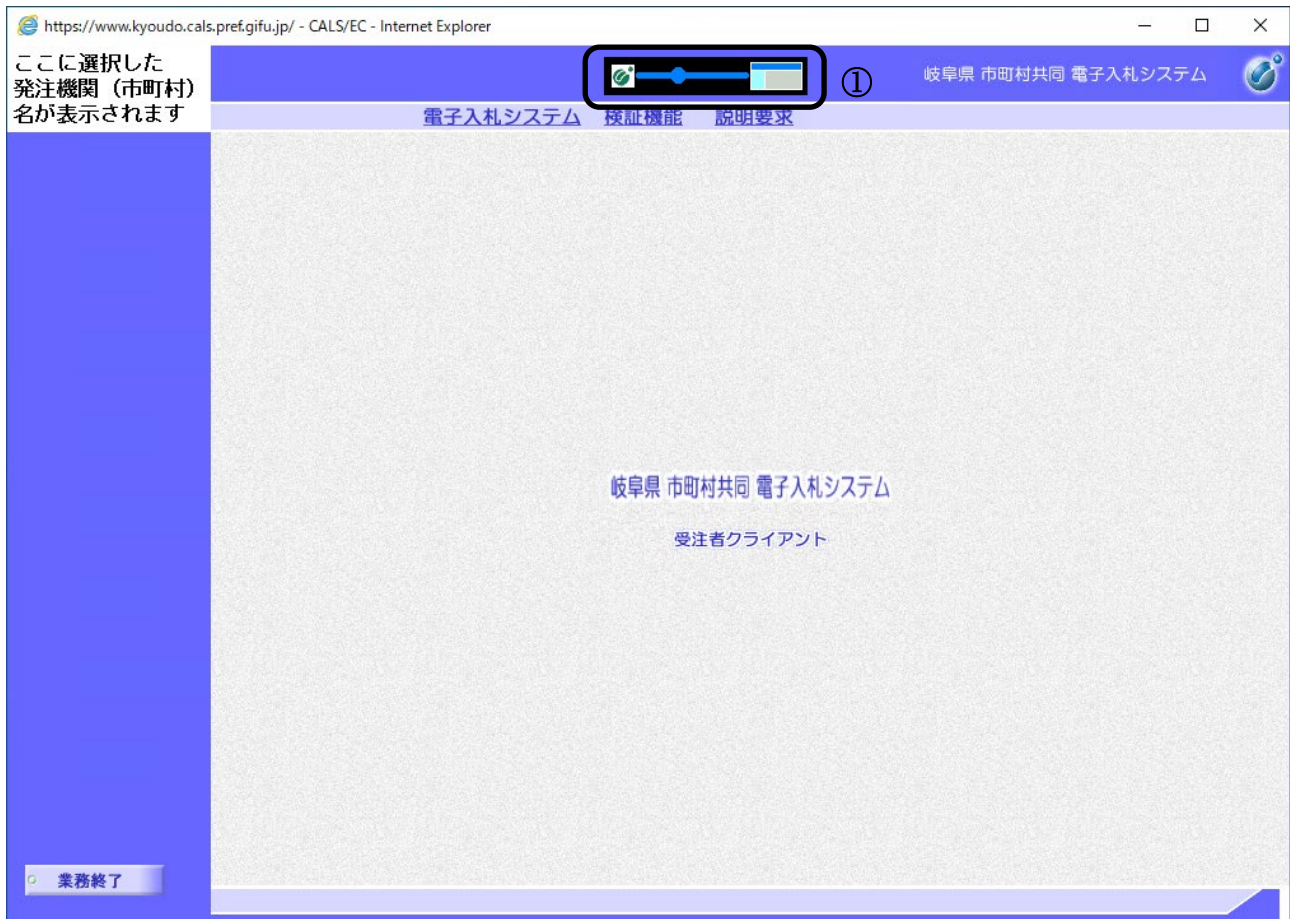 https://www.kyoudo.cals.pref.gifu.jp/ - CALS/EC - Internet Explorer
ここに選択した
発注機関（市町村）
名が表示されます
①
岐阜県 市町村共同 電子入札システム
電子入札システム 検証機能 説明要求
岐阜県 市町村共同 電子入札システム
受注者クライアント
業務終了